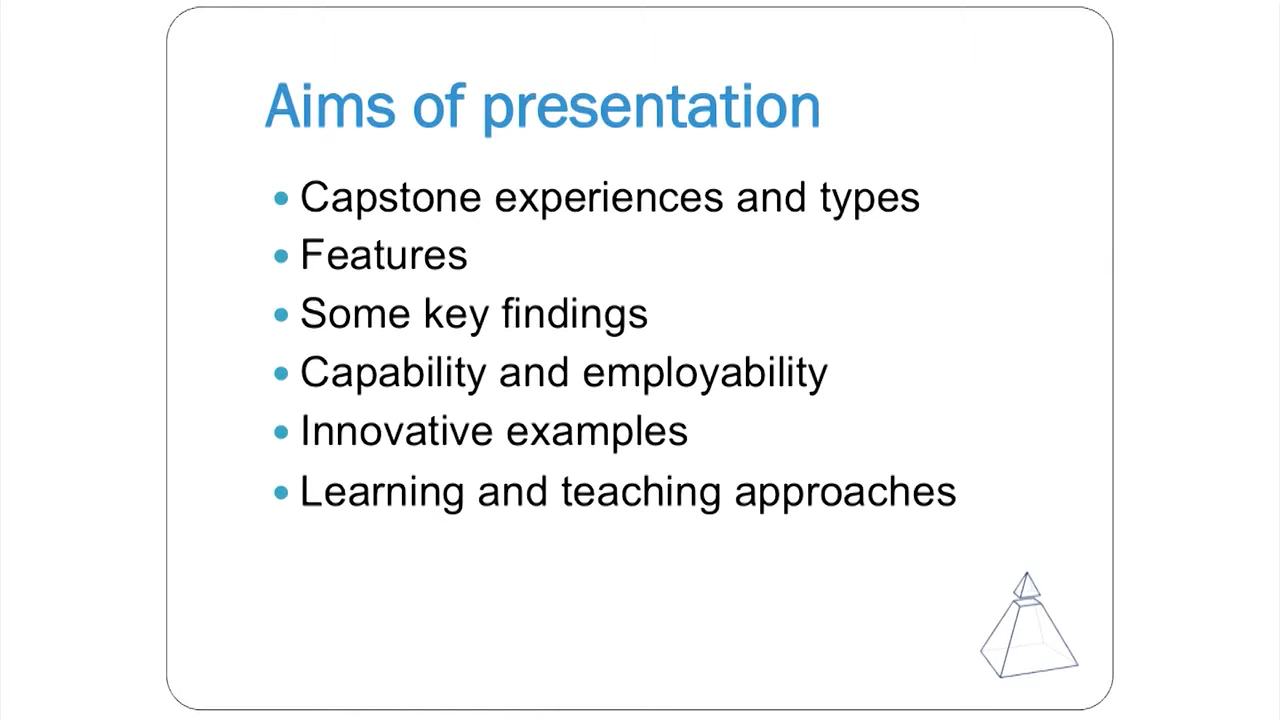 Aims of presentation
• Capstone experiences and types
• Features
• Some key findings
• Capability and employability
• Innovative examples
• Learning and teaching approaches